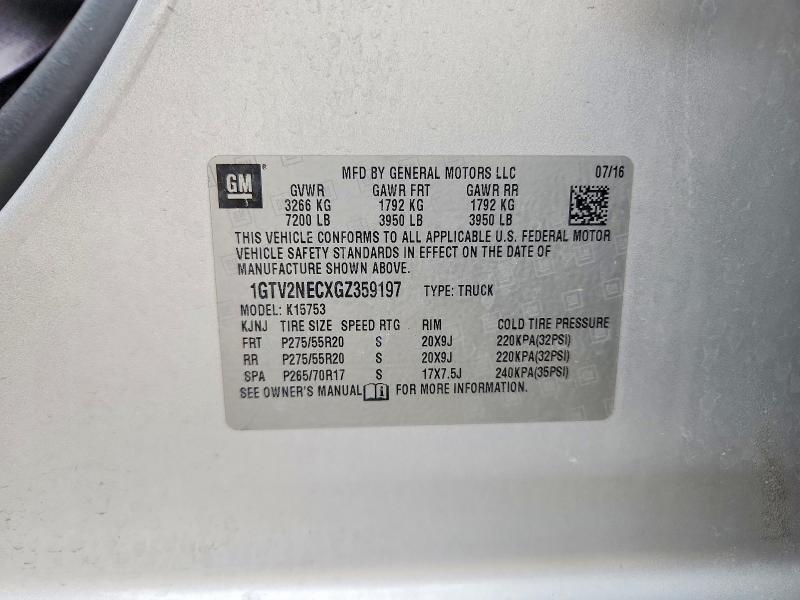 GM
MFD BY GENERAL MOTORS LLC 07/16
GVWR GAWR FRT GAWR RR
3266 KG 1792 KG 1792 KG
7200 LB 3950 LB 3950 LB
THIS VEHICLE CONFORMS TO ALL APPLICABLE U.S. FEDERAL MOTOR
VEHICLE SAFETY STANDARDS IN EFFECT ON THE DATE OF
MANUFACTURE SHOWN ABOVE.
1GTV2NECXGZ359197 TYPE: TRUCK
MODEL: K15753
KJNJ TIRE SIZE SPEED RTG RIM COLD TIRE PRESSURE
FRT P275/55R20 S 20X9J 220KPA(32PSI)
RR P275/55R20 S 20X9J 220KPA(32PSI)
SPA P265/70R17 S 17X7.5J 240KPA(35PSI)
SEE OWNER'S MANUAL i FOR MORE INFORMATION.